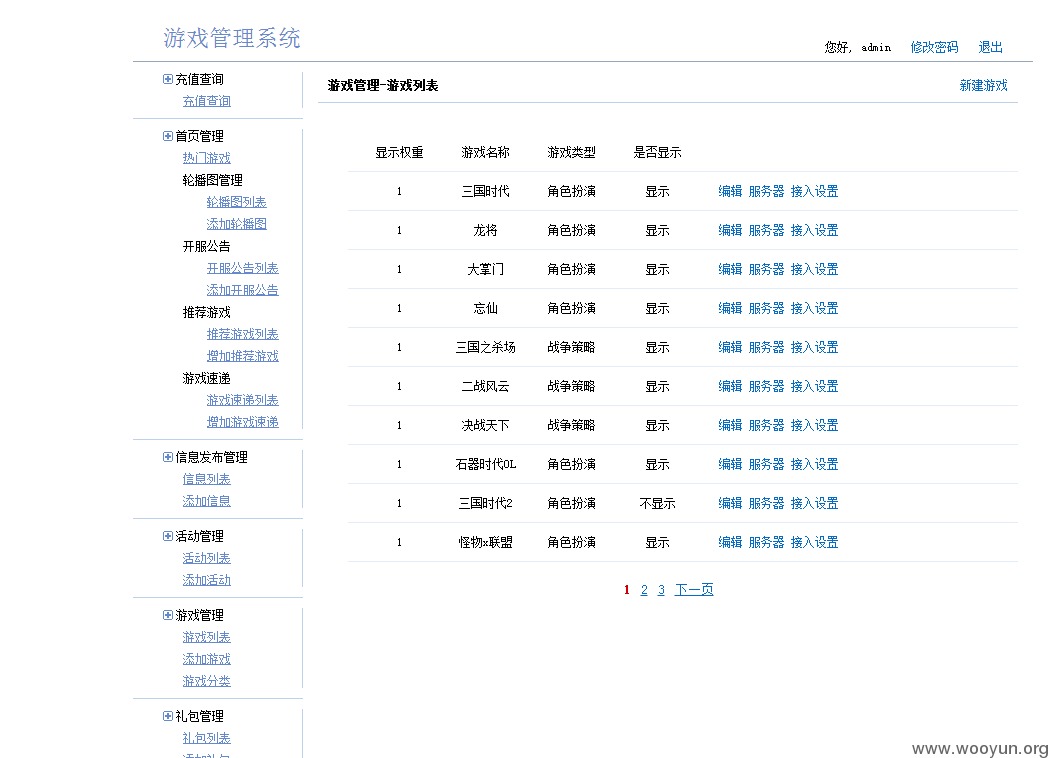 游戏管理系统
您好，admin 修改密码 退出
充值查询
充值查询
首页管理
热门游戏
轮播图管理
轮播图列表
添加轮播图
开服公告
开服公告列表
添加开服公告
推荐游戏
推荐游戏列表
增加推荐游戏
游戏速递
游戏速递列表
增加游戏速递
信息发布管理
信息列表
添加信息
活动管理
活动列表
添加活动
游戏管理
游戏列表
添加游戏
游戏分类
礼包管理
礼包列表
添加礼包
游戏管理-游戏列表 新建游戏
显示权重 游戏名称 游戏类型 是否显示
1 三国时代 角色扮演 显示 编辑 服务器 接入设置
1 龙将 角色扮演 显示 编辑 服务器 接入设置
1 大掌门 角色扮演 显示 编辑 服务器 接入设置
1 忘仙 角色扮演 显示 编辑 服务器 接入设置
1 三国之杀场 战争策略 显示 编辑 服务器 接入设置
1 二战风云 战争策略 显示 编辑 服务器 接入设置
1 决战天下 战争策略 显示 编辑 服务器 接入设置
1 石器时代OL 角色扮演 显示 编辑 服务器 接入设置
1 三国时代2 角色扮演 不显示 编辑 服务器 接入设置
1 怪物x联盟 角色扮演 显示 编辑 服务器 接入设置
1 2 3 下一页
www.wooyun.org